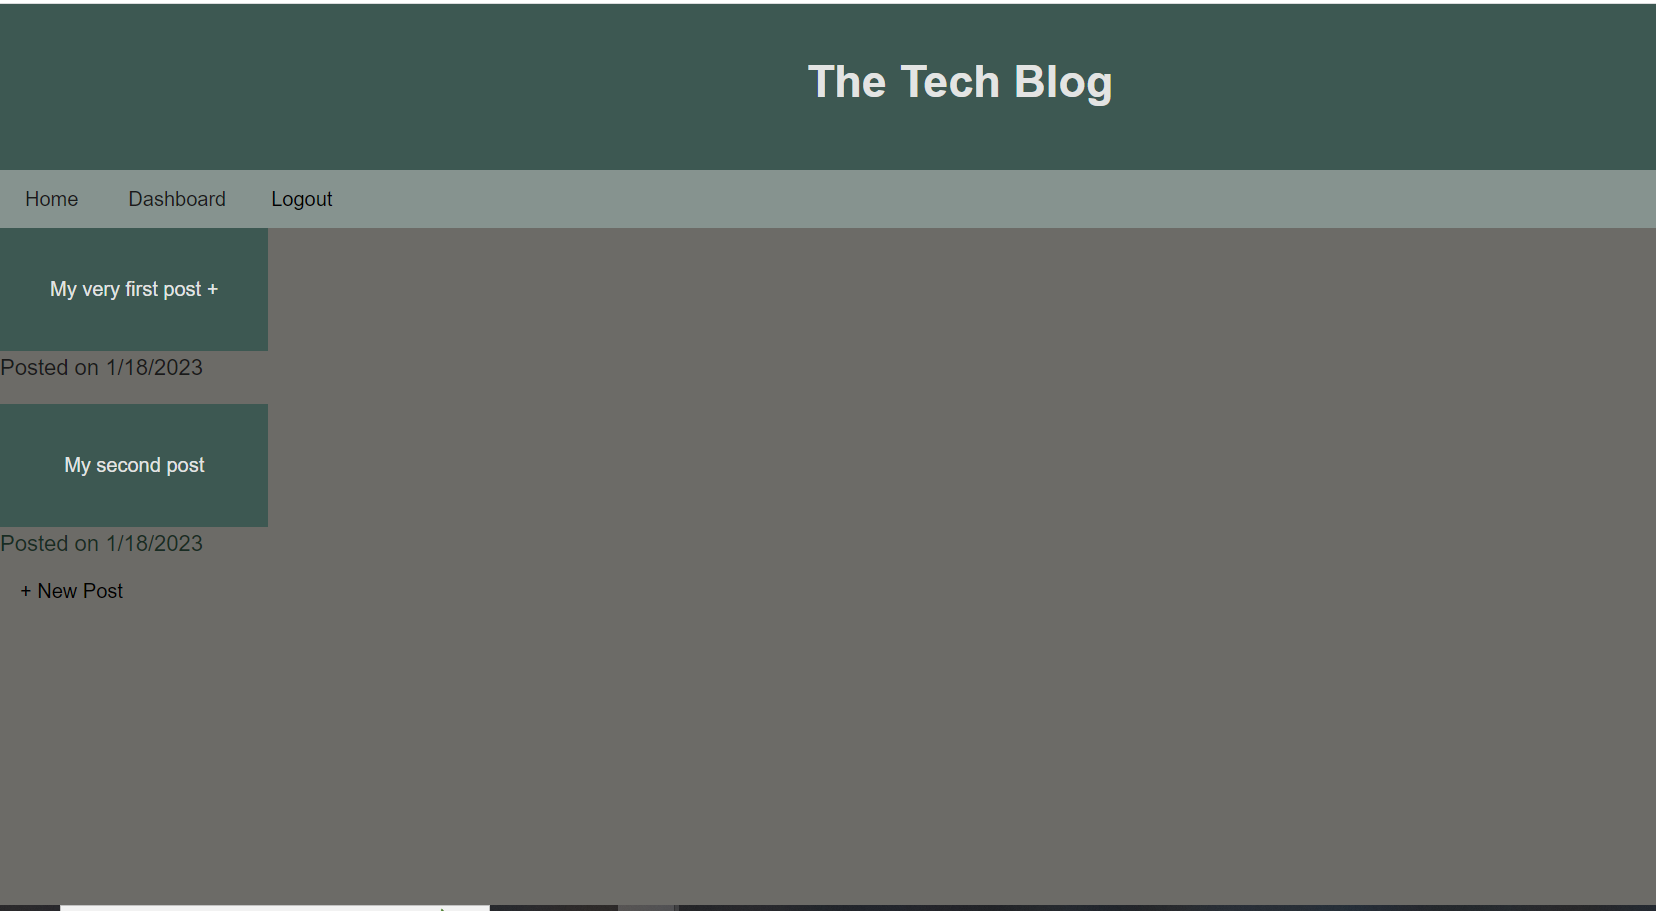 The Tech Blog
Home Dashboard Logout
My very first post +
Posted on 1/18/2023
My second post
Posted on 1/18/2023
+ New Post